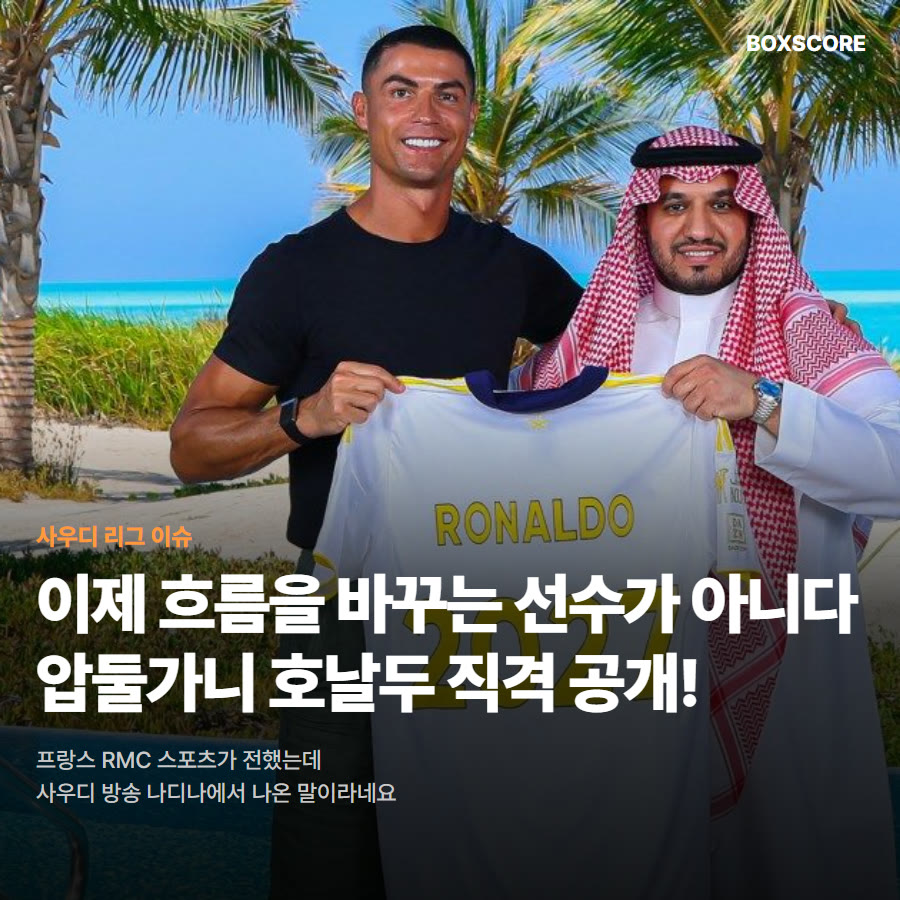 BOXSCORE
RONALDO
2027
사우디 리그 이슈
이제 흐름을 바꾸는 선수가 아니다
압둘가니 호날두 직격 공개!
프랑스 RMC 스포츠가 전했는데
사우디 방송 나디나에서 나온 말이라네요